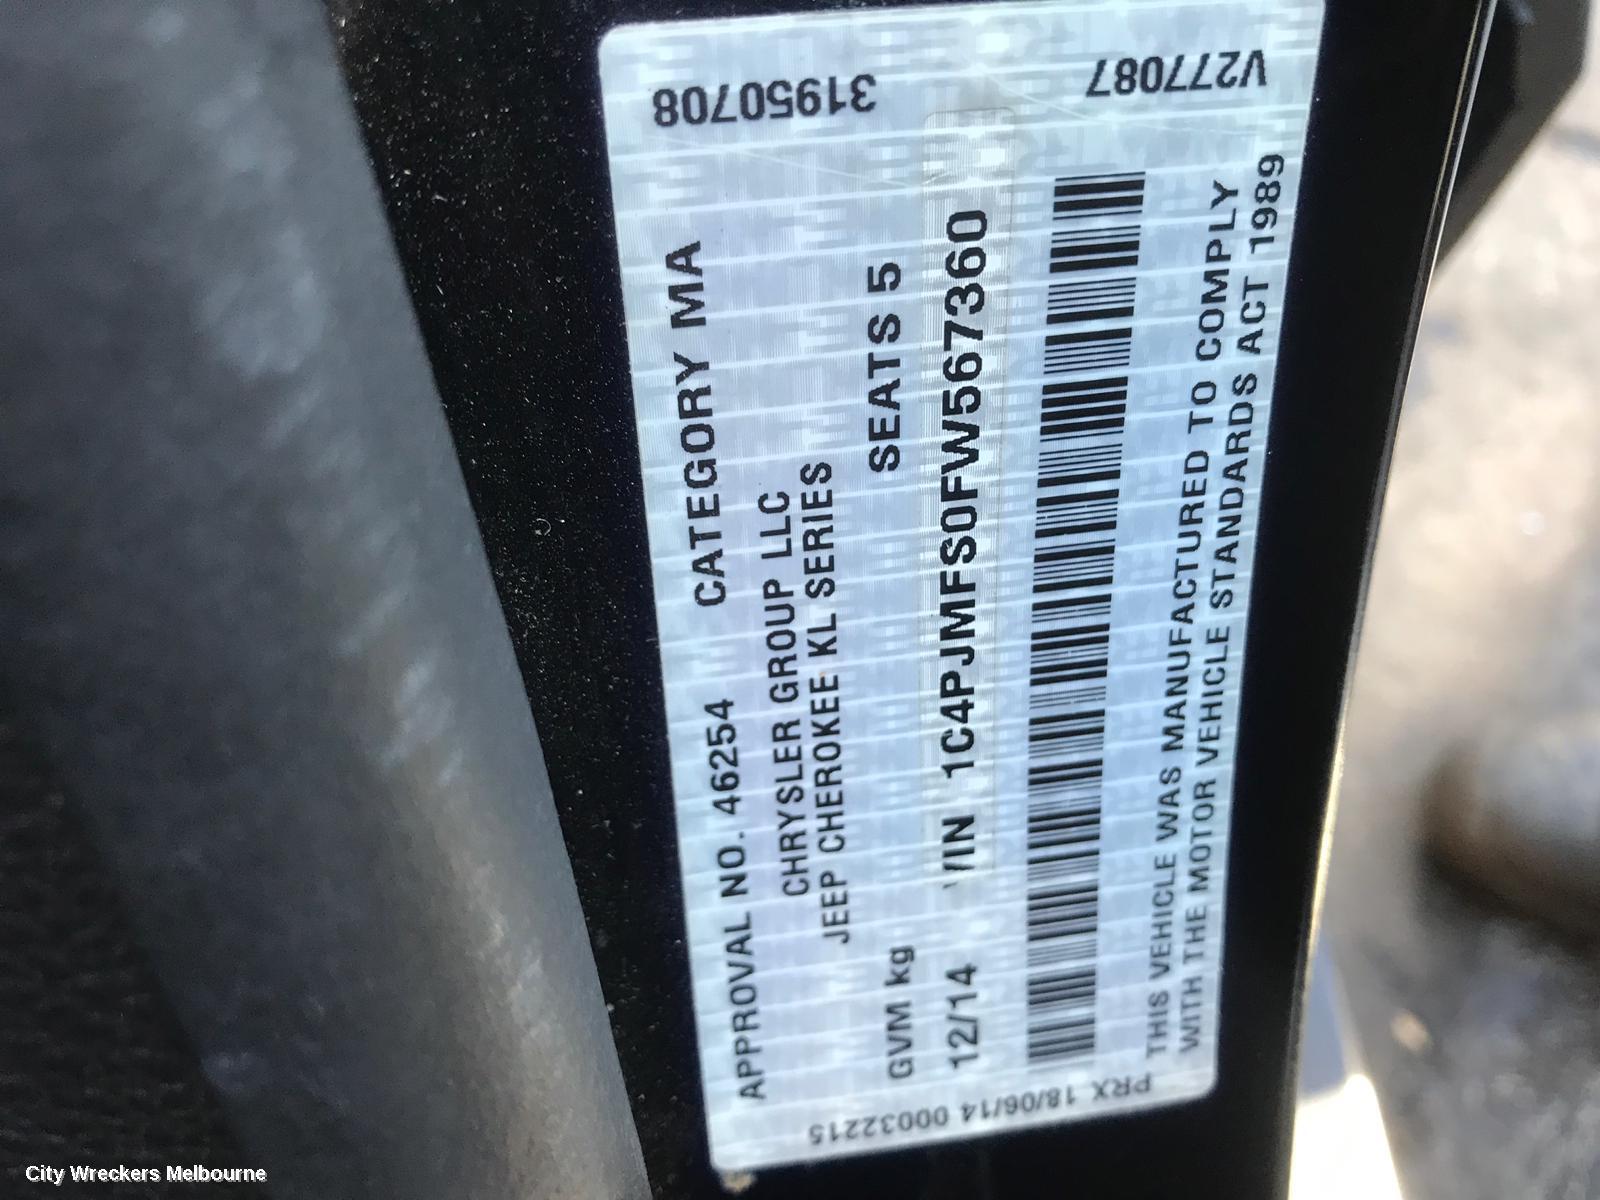 APPROVAL NO. 46254 CATEGORY MA
CHRYSLER GROUP LLC
JEEP CHEROKEE KL SERIES
GVM kg SEATS 5
12/14 VIN 1C4PJMFS0FW567360
THIS VEHICLE WAS MANUFACTURED TO COMPLY
WITH THE MOTOR VEHICLE STANDARDS ACT 1989
31950708
V277087
PRX 18/06/14 00032215
City Wreckers Melbourne